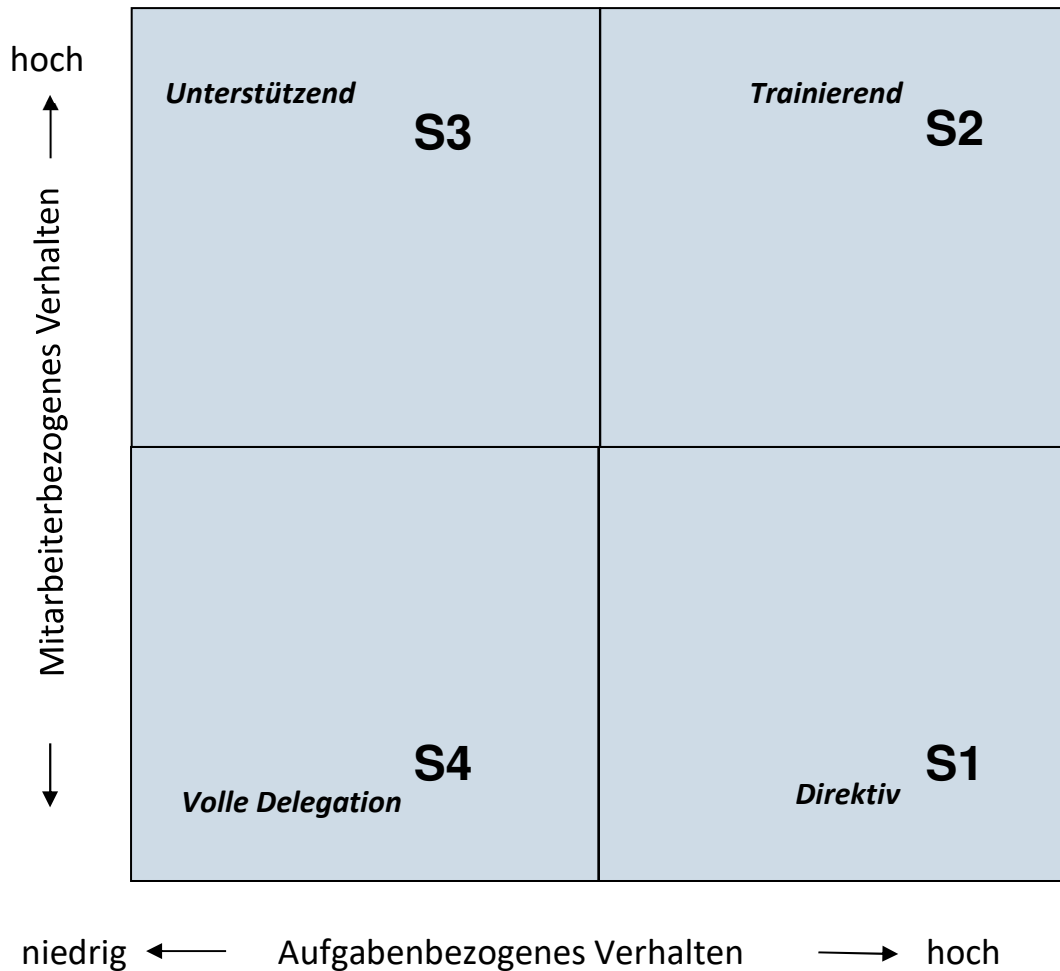 hoch
Unterstützend
S3
Trainierend
S2
Mitarbeiterbezogenes Verhalten
S4
Volle Delegation
S1
Direktiv
niedrig Aufgabenbezogenes Verhalten hoch